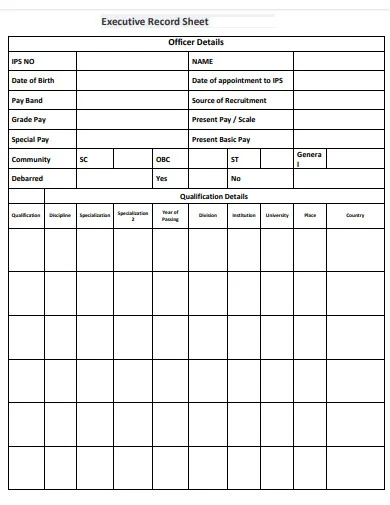 Executive Record Sheet
Officer Details
IPS NO NAME
Date of Birth Date of appointment to IPS
Pay Band Source of Recruitment
Grade Pay Present Pay / Scale
Special Pay Present Basic Pay
Community SC OBC ST Genera
l
Debarred Yes No
Qualification Details
Qualification Discipline Specialization Specialization 2 Year of Passing Division Institution University Place Country